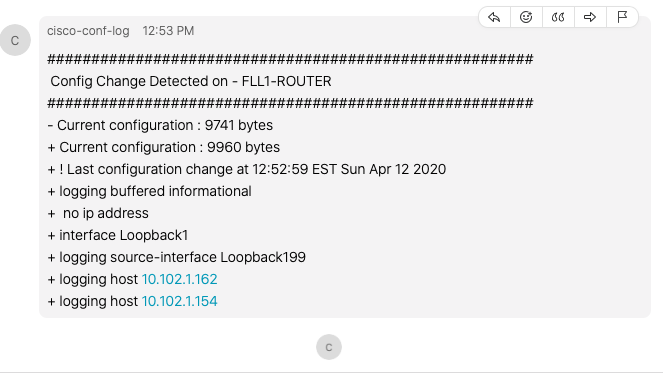 cisco-conf-log 12:53 PM
C
#######################################################
Config Change Detected on - FLL1-ROUTER
#######################################################
- Current configuration : 9741 bytes
+ Current configuration : 9960 bytes
+ ! Last configuration change at 12:52:59 EST Sun Apr 12 2020
+ logging buffered informational
+  no ip address
+ interface Loopback1
+ logging source-interface Loopback199
+ logging host 10.102.1.162
+ logging host 10.102.1.154
C